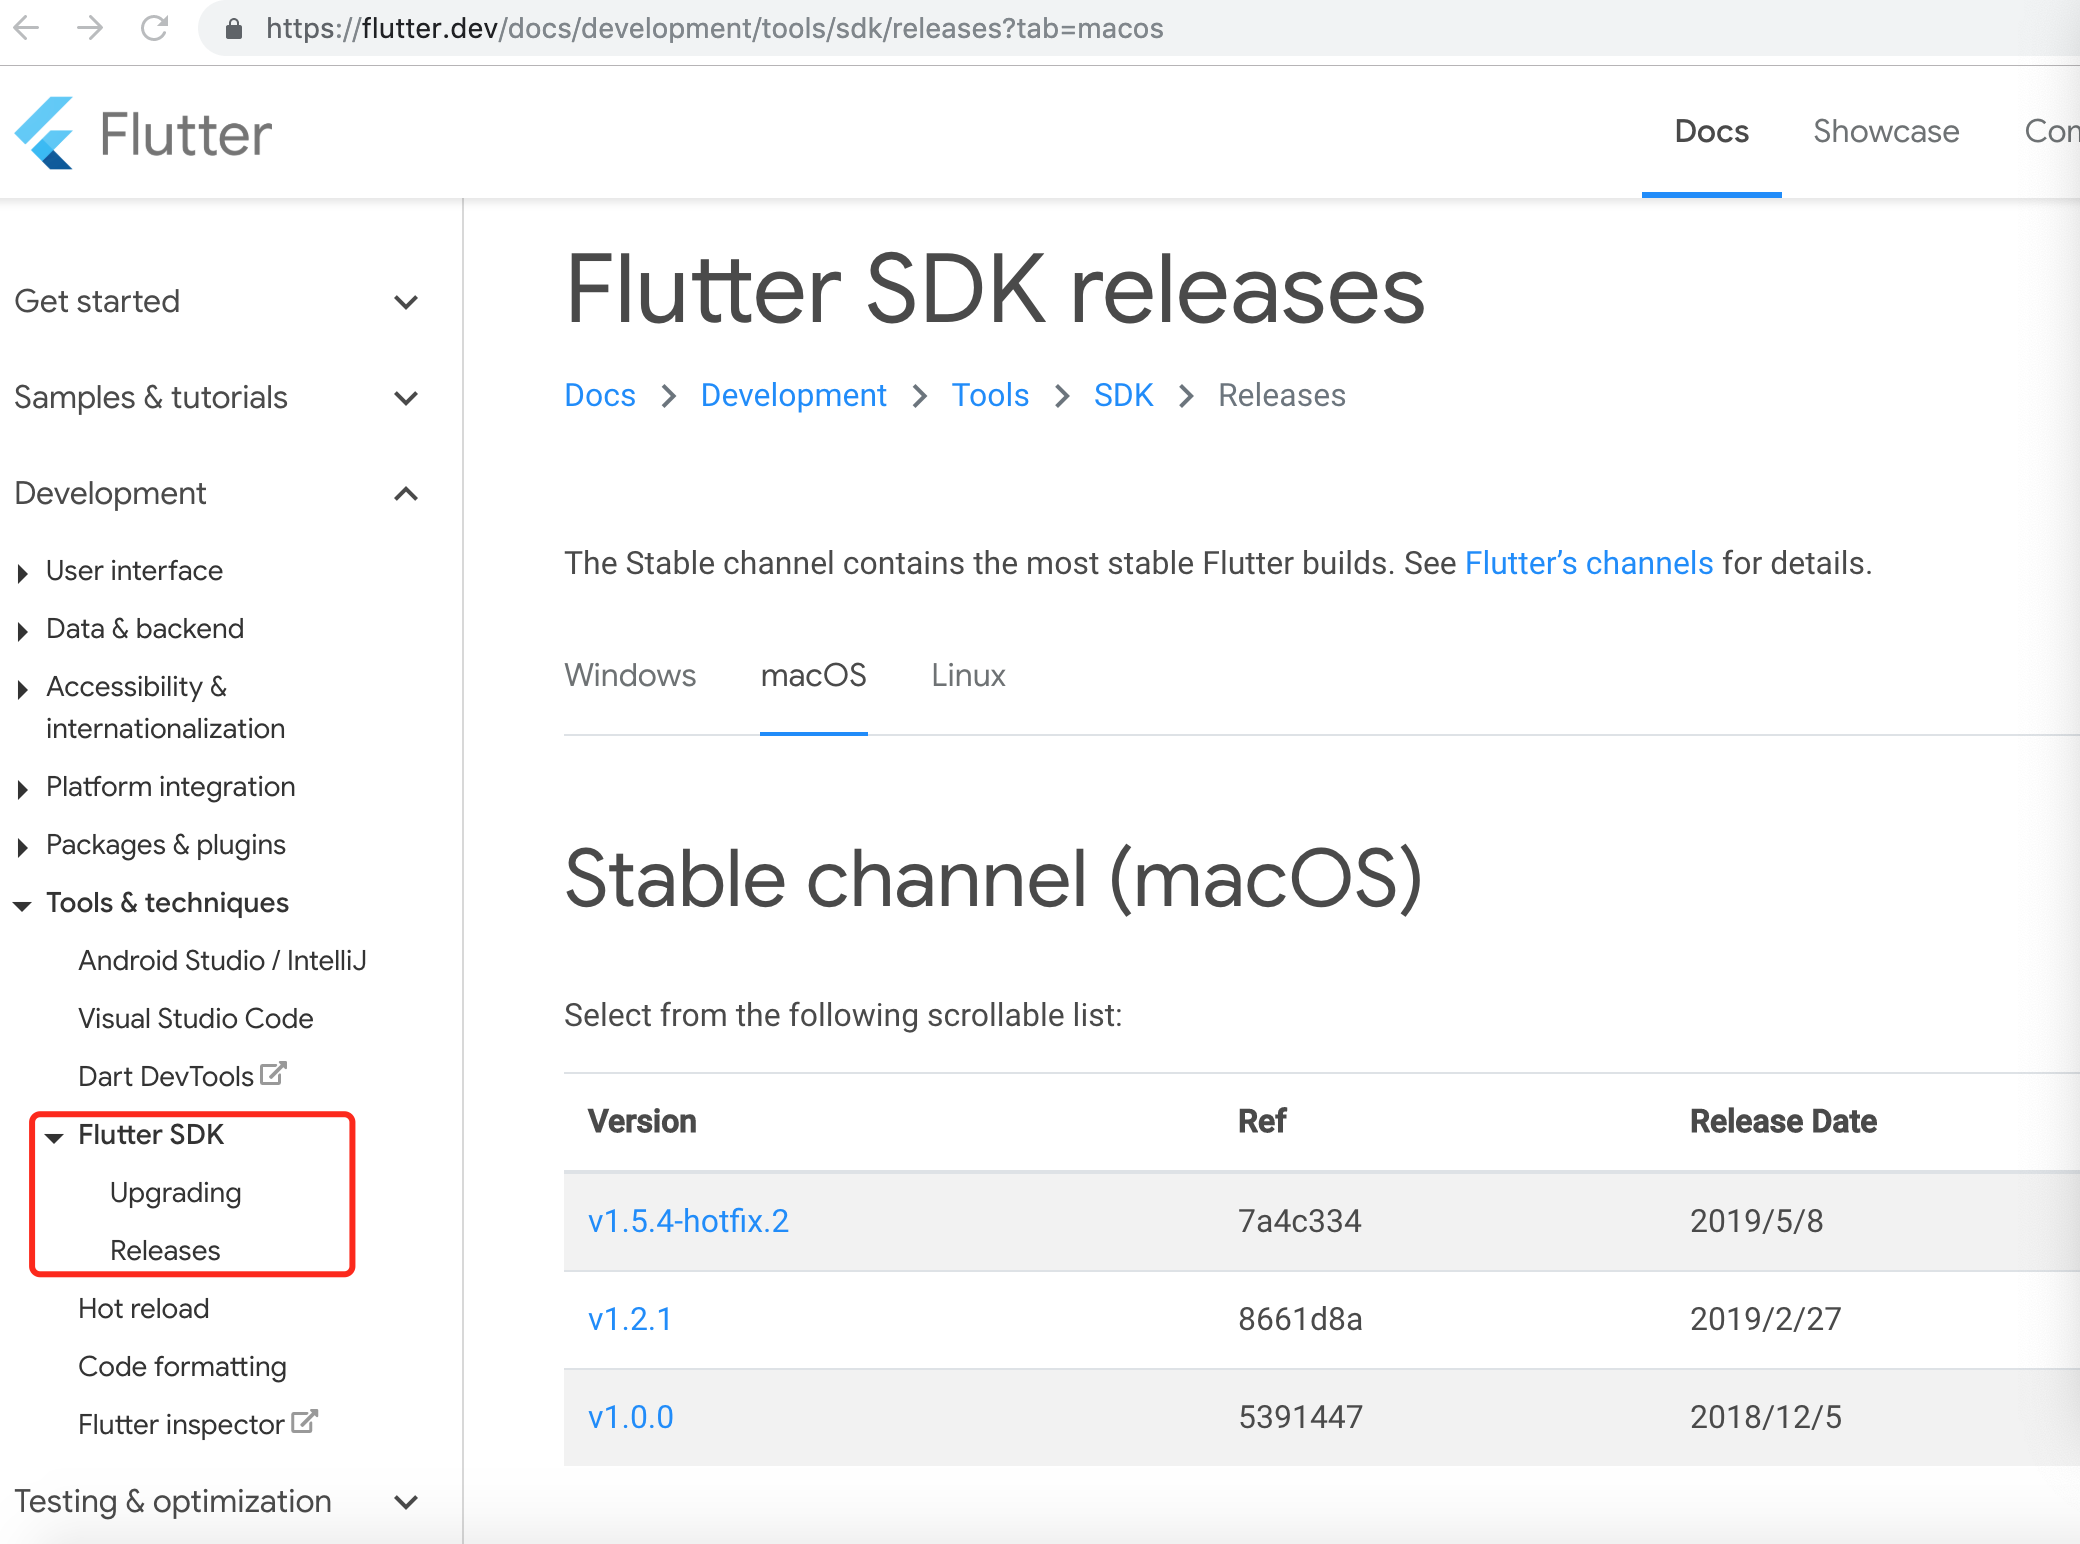 https://flutter.dev/docs/development/tools/sdk/releases?tab=macos
Flutter
Docs Showcase Com
Get started
Samples & tutorials
Development
User interface
Data & backend
Accessibility &
internationalization
Platform integration
Packages & plugins
Tools & techniques
Android Studio / IntelliJ
Visual Studio Code
Dart DevTools
Flutter SDK
Upgrading
Releases
Hot reload
Code formatting
Flutter inspector
Testing & optimization
Flutter SDK releases
Docs > Development > Tools > SDK > Releases
The Stable channel contains the most stable Flutter builds. See Flutter's channels for details.
Windows macOS Linux
Stable channel (macOS)
Select from the following scrollable list:
Version Ref Release Date
v1.5.4-hotfix.2 7a4c334 2019/5/8
v1.2.1 8661d8a 2019/2/27
v1.0.0 5391447 2018/12/5